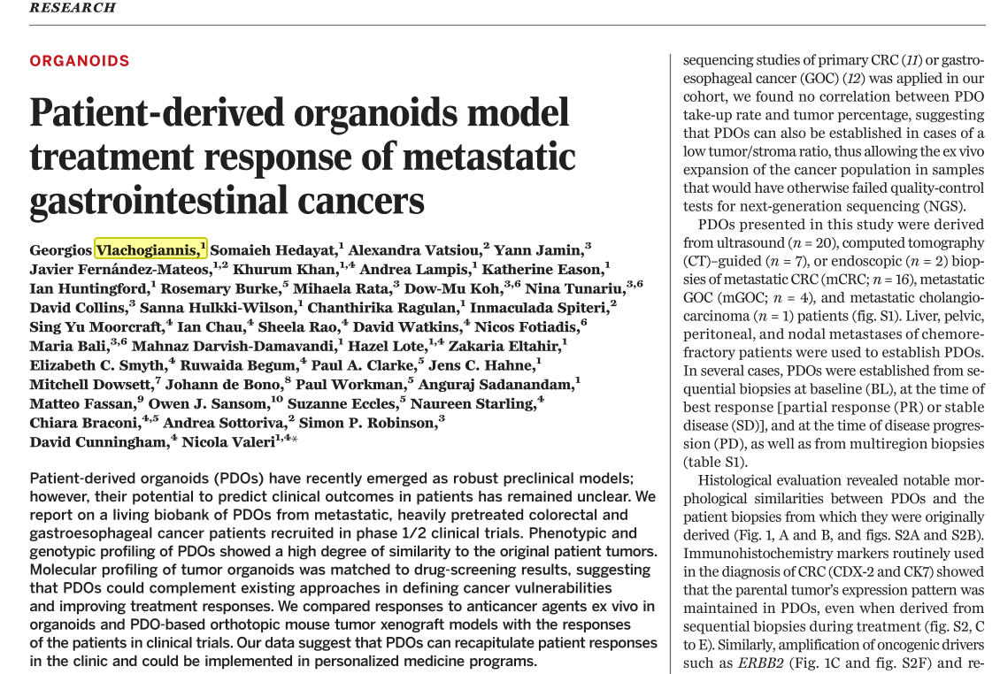 RESEARCH
ORGANOIDS
Patient-derived organoids model
treatment response of metastatic
gastrointestinal cancers
Georgios Vlachogiannis,¹ Somaieh Hedayat,¹ Alexandra Vatsiou,² Yann Jamin,³
Javier Fernández-Mateos,¹,² Khurum Khan,¹,⁴ Andrea Lampis,¹ Katherine Eason,¹
Ian Huntingford,¹ Rosemary Burke,⁵ Mihaela Rata,³ Dow-Mu Koh,³,⁶ Nina Tunariu,³,⁶
David Collins,³ Sanna Hulkki-Wilson,¹ Chanthirika Ragulan,¹ Inmaculada Spiteri,²
Sing Yu Moorcraft,⁴ Ian Chau,⁴ Sheela Rao,⁴ David Watkins,⁴ Nicos Fotiadis,⁶
Maria Bali,³,⁶ Mahnaz Darvish-Damavandi,¹ Hazel Lote,¹,⁴ Zakaria Eltahir,¹
Elizabeth C. Smyth,⁴ Ruwaida Begum,⁴ Paul A. Clarke,⁵ Jens C. Hahne,¹
Mitchell Dowsett,⁷ Johann de Bono,⁸ Paul Workman,⁵ Anguraj Sadanandam,¹
Matteo Fassan,⁹ Owen J. Sansom,¹⁰ Suzanne Eccles,⁵ Naureen Starling,⁴
Chiara Braconi,⁴,⁵ Andrea Sottoriva,² Simon P. Robinson,³
David Cunningham,⁴ Nicola Valeri¹,⁴*
Patient-derived organoids (PDOs) have recently emerged as robust preclinical models;
however, their potential to predict clinical outcomes in patients has remained unclear. We
report on a living biobank of PDOs from metastatic, heavily pretreated colorectal and
gastroesophageal cancer patients recruited in phase 1/2 clinical trials. Phenotypic and
genotypic profiling of PDOs showed a high degree of similarity to the original patient tumors.
Molecular profiling of tumor organoids was matched to drug-screening results, suggesting
that PDOs could complement existing approaches in defining cancer vulnerabilities
and improving treatment responses. We compared responses to anticancer agents ex vivo in
organoids and PDO-based orthotopic mouse tumor xenograft models with the responses
of the patients in clinical trials. Our data suggest that PDOs can recapitulate patient responses
in the clinic and could be implemented in personalized medicine programs.
sequencing studies of primary CRC (11) or gastro-
esophageal cancer (GOC) (12) was applied in our
cohort, we found no correlation between PDO
take-up rate and tumor percentage, suggesting
that PDOs can also be established in cases of a
low tumor/stroma ratio, thus allowing the ex vivo
expansion of the cancer population in samples
that would have otherwise failed quality-control
tests for next-generation sequencing (NGS).
PDOs presented in this study were derived
from ultrasound (n = 20), computed tomography
(CT)–guided (n = 7), or endoscopic (n = 2) biop-
sies of metastatic CRC (mCRC; n = 16), metastatic
GOC (mGOC; n = 4), and metastatic cholangio-
carcinoma (n = 1) patients (fig. S1). Liver, pelvic,
peritoneal, and nodal metastases of chemore-
fractory patients were used to establish PDOs.
In several cases, PDOs were established from se-
quential biopsies at baseline (BL), at the time of
best response [partial response (PR) or stable
disease (SD)], and at the time of disease progres-
sion (PD), as well as from multiregion biopsies
(table S1).
Histological evaluation revealed notable mor-
phological similarities between PDOs and the
patient biopsies from which they were originally
derived (Fig. 1, A and B, and figs. S2A and S2B).
Immunohistochemistry markers routinely used
in the diagnosis of CRC (CDX-2 and CK7) showed
that the parental tumor's expression pattern was
maintained in PDOs, even when derived from
sequential biopsies during treatment (fig. S2, C
to E). Similarly, amplification of oncogenic drivers
such as ERBB2 (Fig. 1C and fig. S2F) and re-